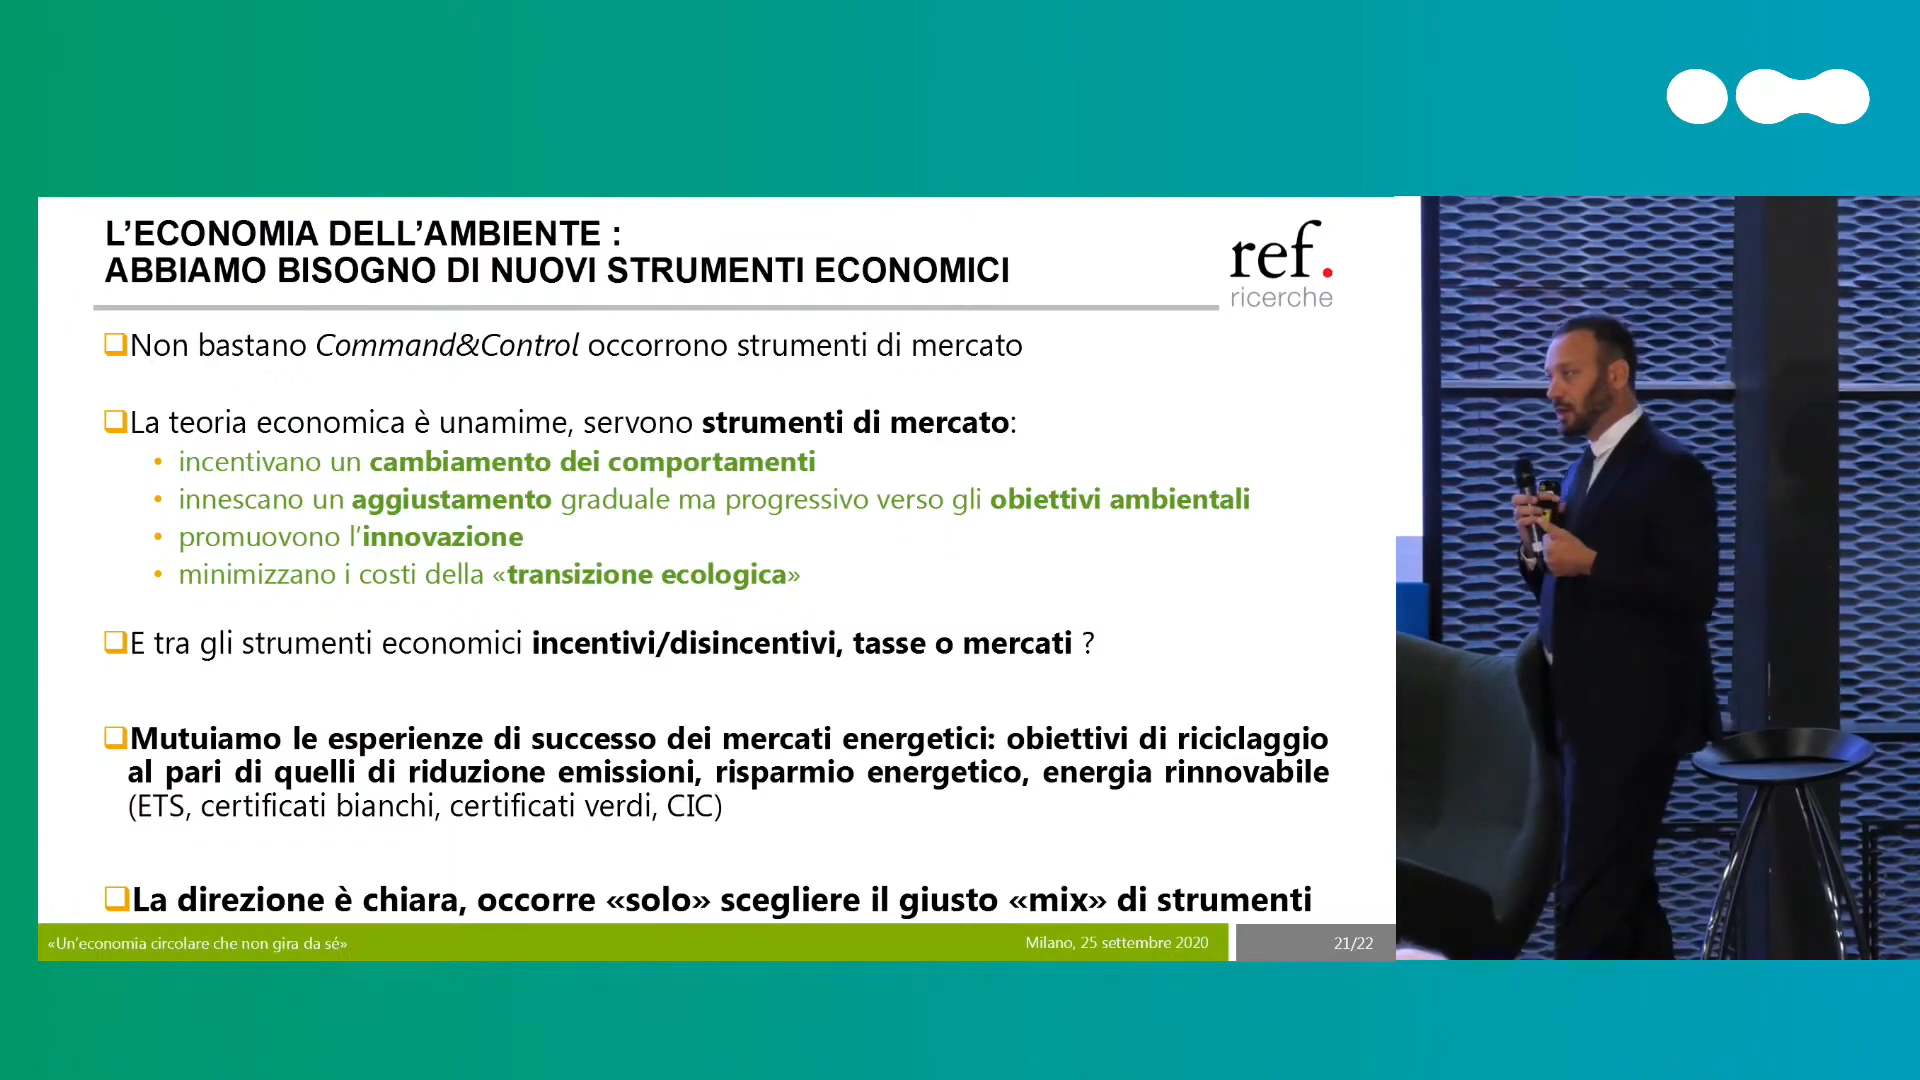 L'ECONOMIA DELL'AMBIENTE :
ABBIAMO BISOGNO DI NUOVI STRUMENTI ECONOMICI
ref.
ricerche
Non bastano Command&Control occorrono strumenti di mercato
La teoria economica è unamime, servono strumenti di mercato:
• incentivano un cambiamento dei comportamenti
• innescano un aggiustamento graduale ma progressivo verso gli obiettivi ambientali
• promuovono l'innovazione
• minimizzano i costi della «transizione ecologica»
E tra gli strumenti economici incentivi/disincentivi, tasse o mercati ?
Mutuiamo le esperienze di successo dei mercati energetici: obiettivi di riciclaggio
al pari di quelli di riduzione emissioni, risparmio energetico, energia rinnovabile
(ETS, certificati bianchi, certificati verdi, CIC)
La direzione è chiara, occorre «solo» scegliere il giusto «mix» di strumenti
«Un'economia circolare che non gira da sé»
Milano, 25 settembre 2020
21/22